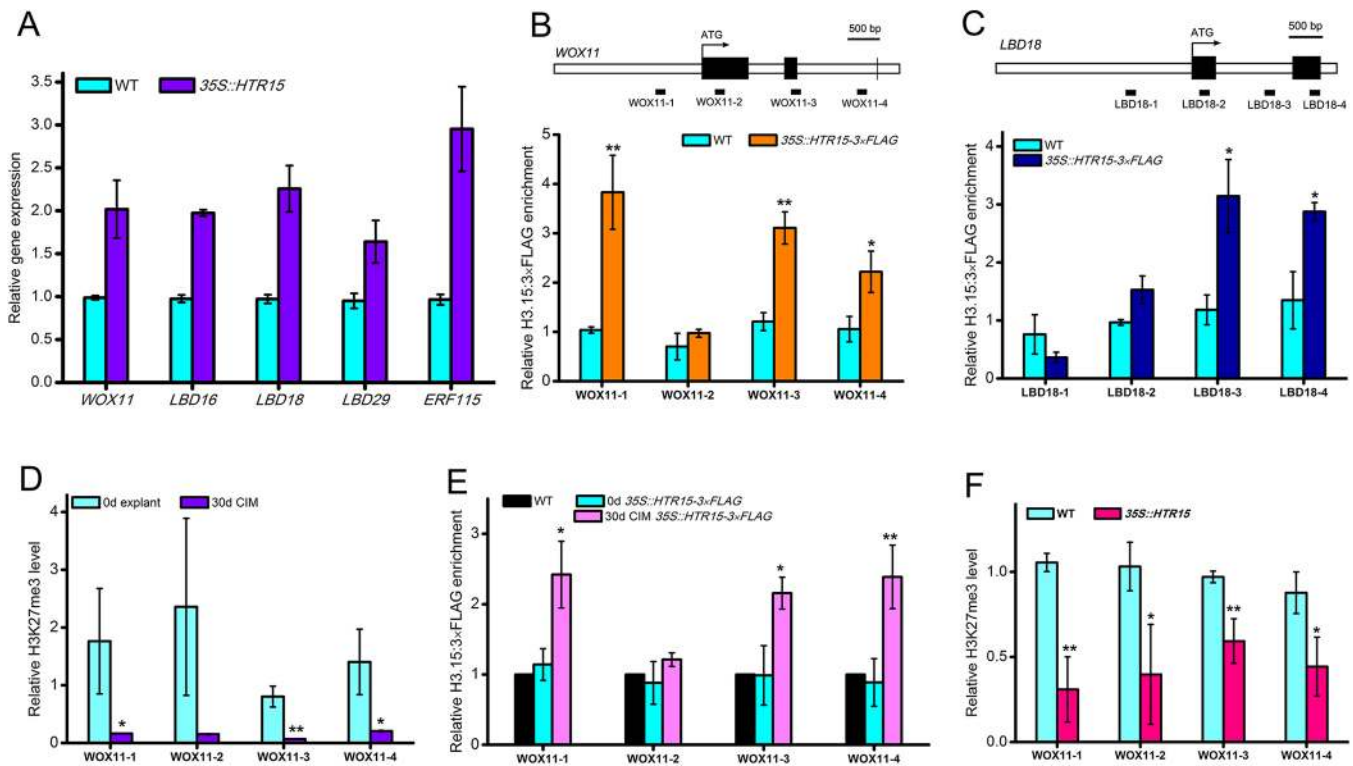 A
WT 35S::HTR15
Relative gene expression
3.5
3.0
2.5
2.0
1.5
1.0
0.5
0.0
WOX11 LBD16 LBD18 LBD29 ERF115
B
500 bp
ATG
WOX11
WOX11-1 WOX11-2 WOX11-3 WOX11-4
WT 35S::HTR15-3×FLAG
Relative H3.15:3×FLAG enrichment
5
4
3
2
1
0
** ** *
WOX11-1 WOX11-2 WOX11-3 WOX11-4
C
500 bp
ATG
LBD18
LBD18-1 LBD18-2 LBD18-3 LBD18-4
WT
35S::HTR15-3×FLAG
Relative H3.15:3×FLAG enrichment
4
3
2
1
0
* *
LBD18-1 LBD18-2 LBD18-3 LBD18-4
D
0d explant 30d CIM
Relative H3K27me3 level
4
3
2
1
0
* ** *
WOX11-1 WOX11-2 WOX11-3 WOX11-4
E
WT 0d 35S::HTR15-3×FLAG
30d CIM 35S::HTR15-3×FLAG
Relative H3.15:3×FLAG enrichment
3
2
1
0
* * **
WOX11-1 WOX11-2 WOX11-3 WOX11-4
F
WT 35S::HTR15
Relative H3K27me3 level
1.0
0.5
0.0
** * ** *
WOX11-1 WOX11-2 WOX11-3 WOX11-4